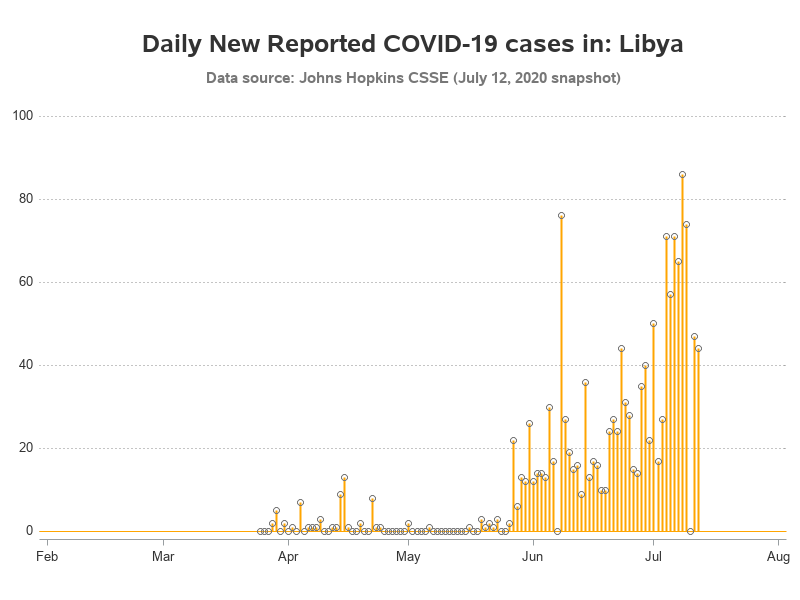 Daily New Reported COVID-19 cases in: Libya
Data source: Johns Hopkins CSSE (July 12, 2020 snapshot)
100
80
60
40
20
0
Feb Mar Apr May Jun Jul Aug